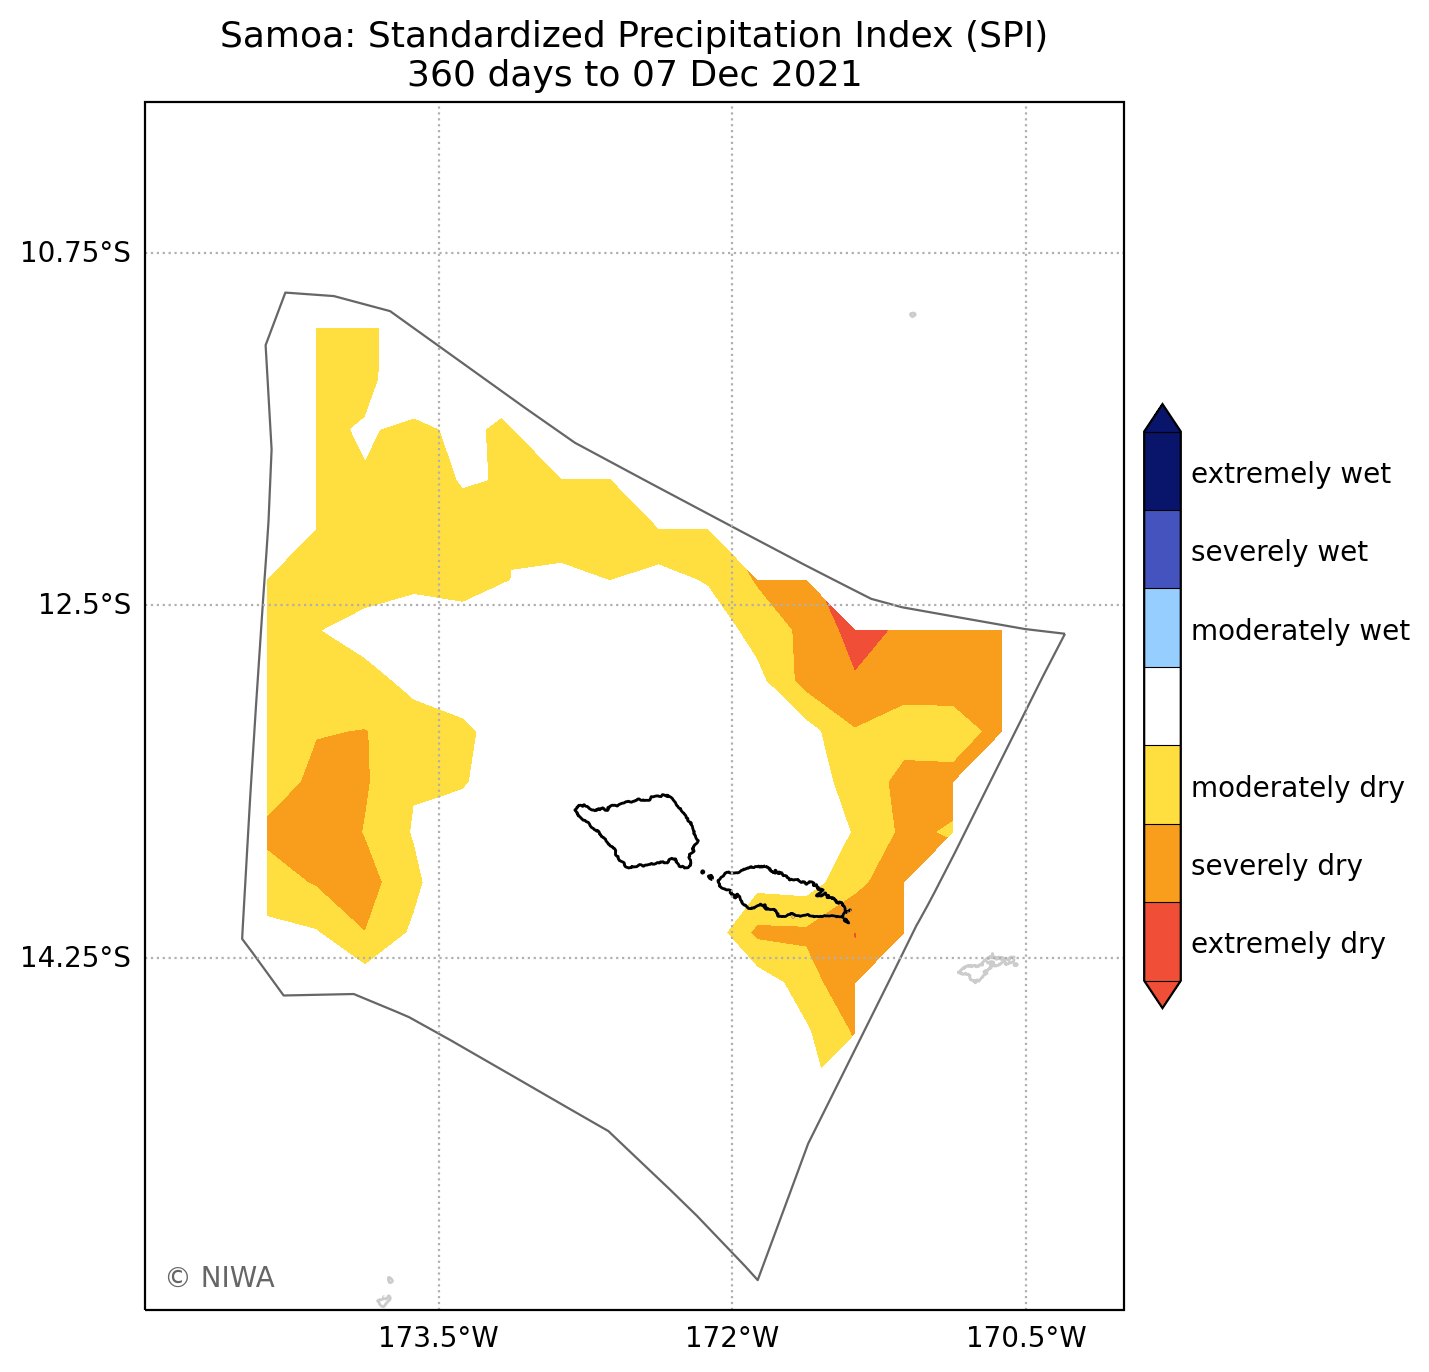 Samoa: Standardized Precipitation Index (SPI)
360 days to 07 Dec 2021
10.75°S
12.5°S
14.25°S
173.5°W
172°W
170.5°W
extremely wet
severely wet
moderately wet
moderately dry
severely dry
extremely dry
© NIWA